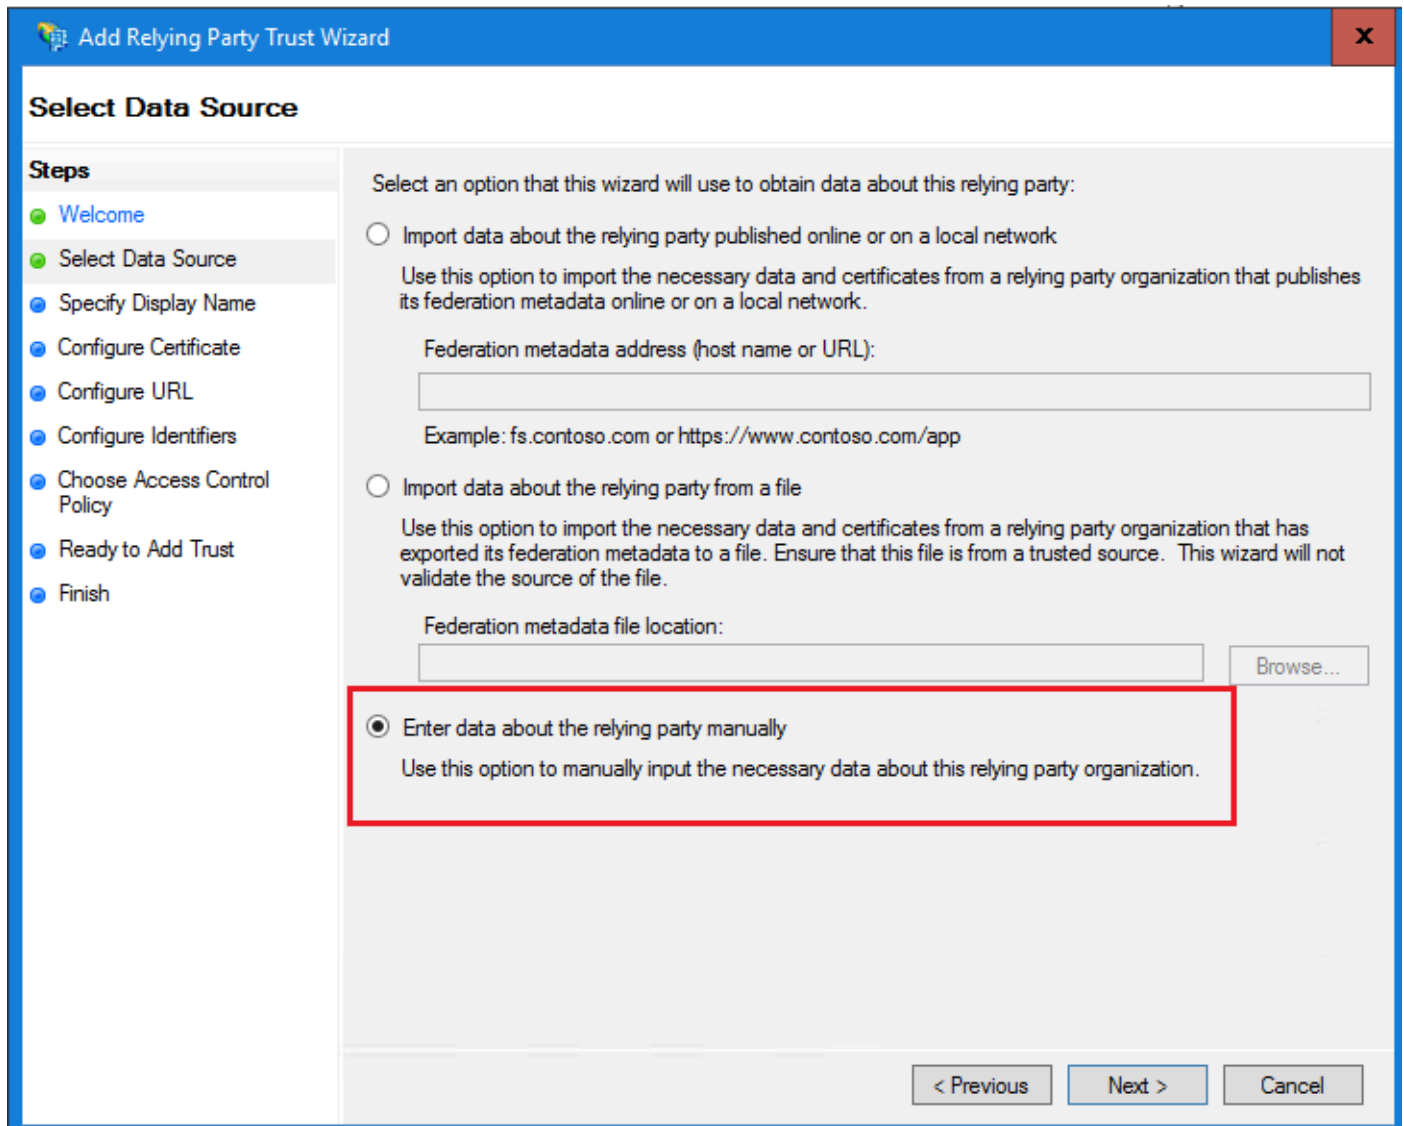 Add Relying Party Trust Wizard
X
Select Data Source
Steps
Welcome
Select Data Source
Specify Display Name
Configure Certificate
Configure URL
Configure Identifiers
Choose Access Control
Policy
Ready to Add Trust
Finish
Select an option that this wizard will use to obtain data about this relying party:
Import data about the relying party published online or on a local network
Use this option to import the necessary data and certificates from a relying party organization that publishes
its federation metadata online or on a local network.
Federation metadata address (host name or URL):
Example: fs.contoso.com or https://www.contoso.com/app
Import data about the relying party from a file
Use this option to import the necessary data and certificates from a relying party organization that has
exported its federation metadata to a file. Ensure that this file is from a trusted source.  This wizard will not
validate the source of the file.
Federation metadata file location:
Browse...
Enter data about the relying party manually
Use this option to manually input the necessary data about this relying party organization.
< Previous
Next >
Cancel